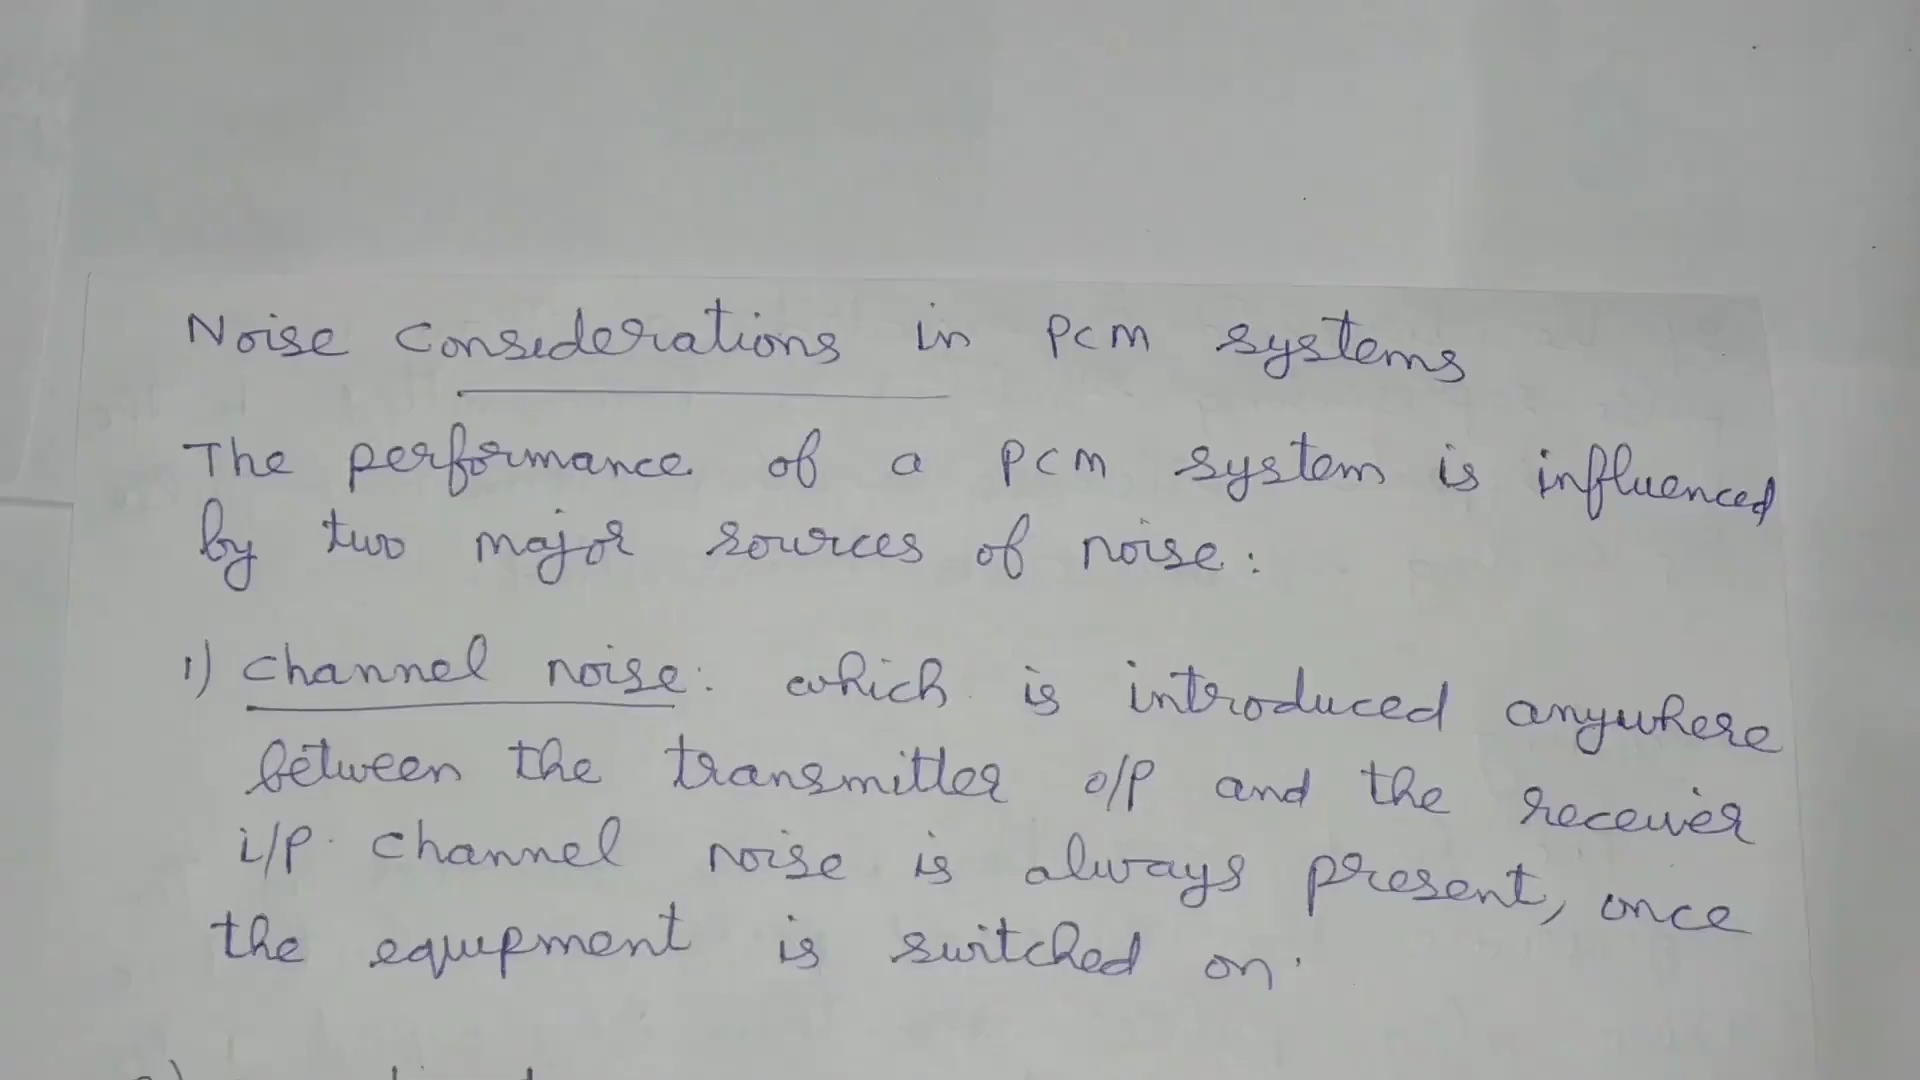 Noise Considerations in PCM systems
The performance of a PCM system is influenced
by two major sources of noise:
1) Channel noise: which is introduced anywhere
between the transmitter o/p and the receiver
i/p. Channel noise is always present, once
the equipment is switched on.